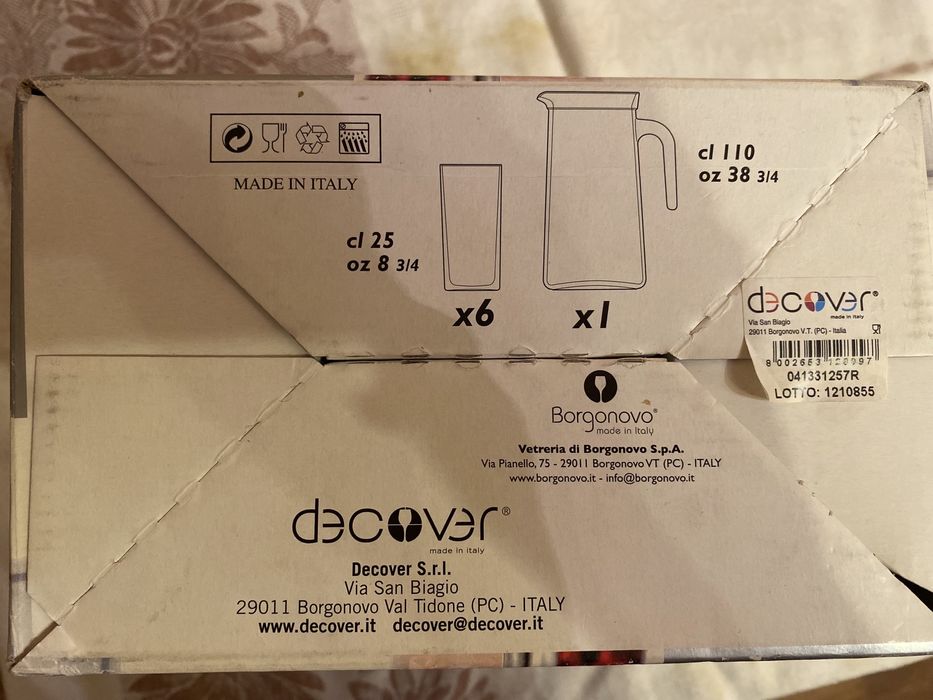 MADE IN ITALY
cl 25
oz 8 3/4
x6
cl 110
oz 38 3/4
x1
decover®
made in italy
Via San Biagio
29011 Borgonovo V.T. (PC) - Italia
041331257R
LOTTO: 1210855
Borgonovo®
made in Italy
Vetreria di Borgonovo S.p.A.
Via Pianello, 75 - 29011 Borgonovo VT (PC) - ITALY
www.borgonovo.it - info@borgonovo.it
decover®
made in italy
Decover S.r.l.
Via San Biagio
29011 Borgonovo Val Tidone (PC) - ITALY
www.decover.it decover@decover.it